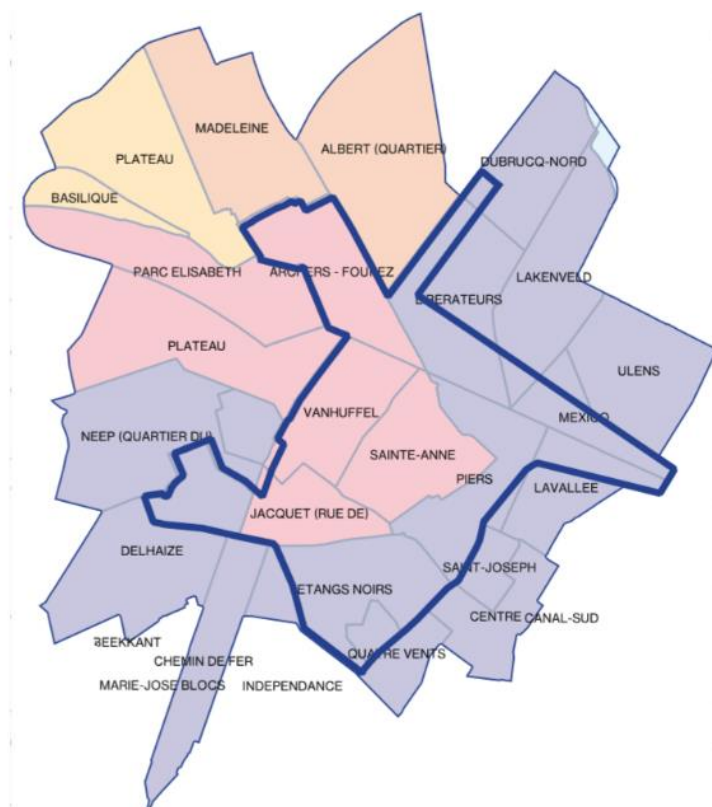 MADELEINE
ALBERT (QUARTIER)
PLATEAU
DUBRUCQ-NORD
BASILIQUE
PARC ELISABETH
ARCHERS - FOUREZ
LAKENVELD
LIBERATEURS
PLATEAU
ULENS
VANHUFFEL
MEXICO
NEEP (QUARTIER DU)
SAINTE-ANNE
PIERS
LAVALLEE
JACQUET (RUE DE)
DELHAIZE
SAINT-JOSEPH
ETANGS NOIRS
CENTRE
CANAL-SUD
BEEKKANT
QUATRE VENTS
CHEMIN DE FER
MARIE-JOSE BLOCS
INDEPENDANCE